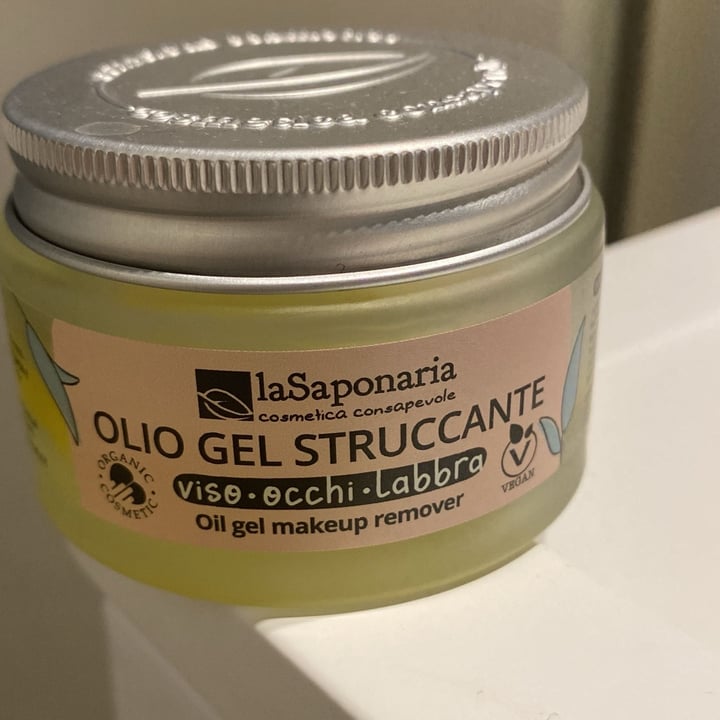 laSaponaria
cosmetica consapevole
OLIO GEL STRUCCANTE
viso·occhi·labbra
Oil gel makeup remover
ORGANIC
COSMETIC
VEGAN